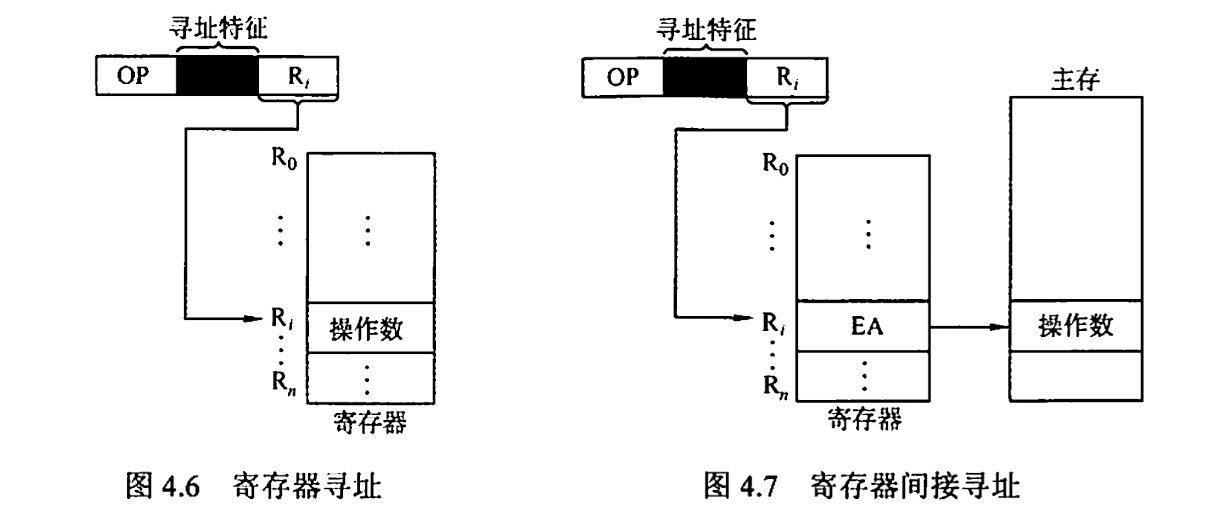 寻址特征
OP R_i
R_0
⋮ ⋮
R_i 操作数
⋮
R_n ⋮
寄存器
图 4.6 寄存器寻址
寻址特征
OP R_i
主存
R_0
⋮ ⋮
R_i EA 操作数
⋮
R_n ⋮
寄存器
图 4.7 寄存器间接寻址